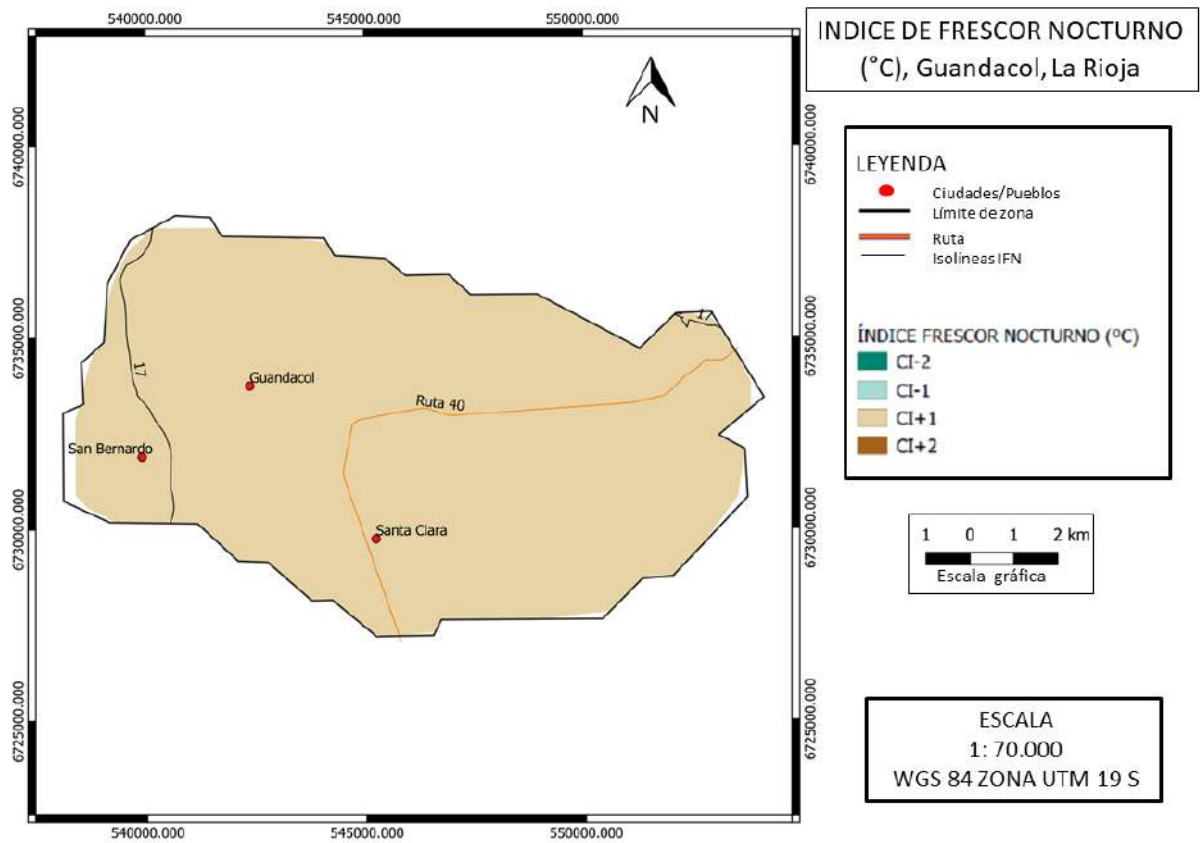 INDICE DE FRESCOR NOCTURNO
(°C), Guandacol, La Rioja
540000.000
545000.000
550000.000
6740000.000
6735000.000
6730000.000
6725000.000
6740000.000
6735000.000
6730000.000
6725000.000
540000.000
545000.000
550000.000
N
17
17
Guandacol
Ruta 40
San Bernardo
Santa Clara
LEYENDA
Ciudades/Pueblos
Límite de zona
Ruta
Isolíneas IFN
ÍNDICE FRESCOR NOCTURNO (ºC)
CI-2
CI-1
CI+1
CI+2
1 0 1 2 km
Escala gráfica
ESCALA
1: 70.000
WGS 84 ZONA UTM 19 S